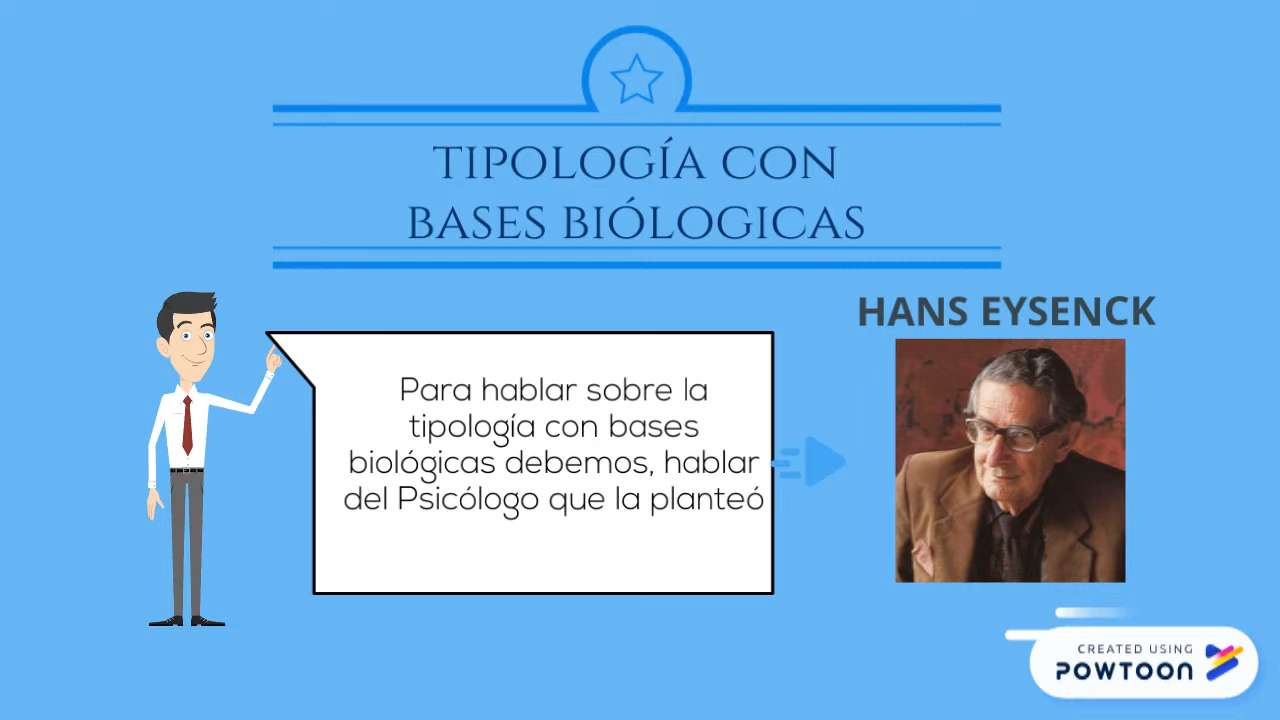 TIPOLOGÍA CON
BASES BIÓLOGICAS
HANS EYSENCK
Para hablar sobre la
tipología con bases
biológicas debemos, hablar
del Psicólogo que la planteó
CREATED USING
POWTOON